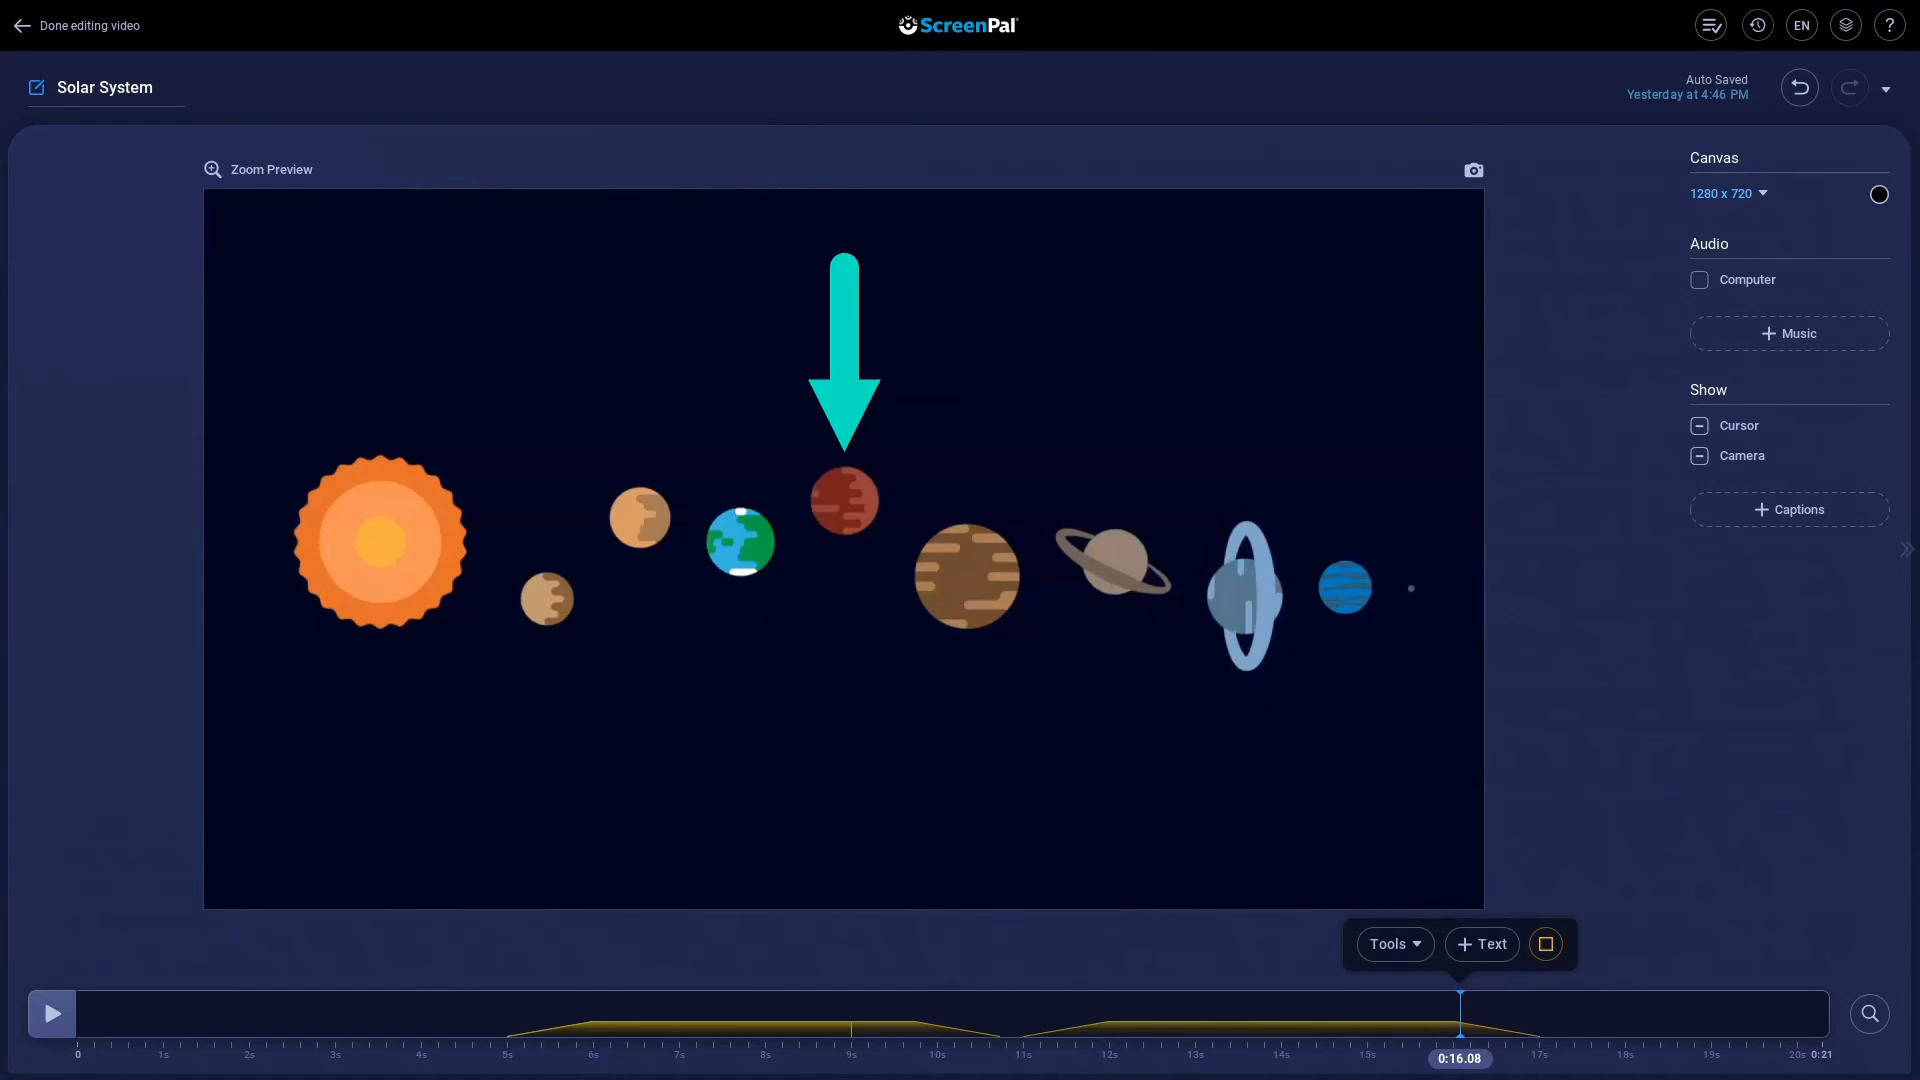 Done editing video
ScreenPal
EN
?
Solar System
Auto Saved
Yesterday at 4:46 PM
Zoom Preview
Canvas
1280 x 720
Audio
Computer
+ Music
Show
Cursor
Camera
+ Captions
Tools
+ Text
0 1s 2s 3s 4s 5s 6s 7s 8s 9s 10s 11s 12s 13s 14s 15s 0:16.08 17s 18s 19s 20s 0:21